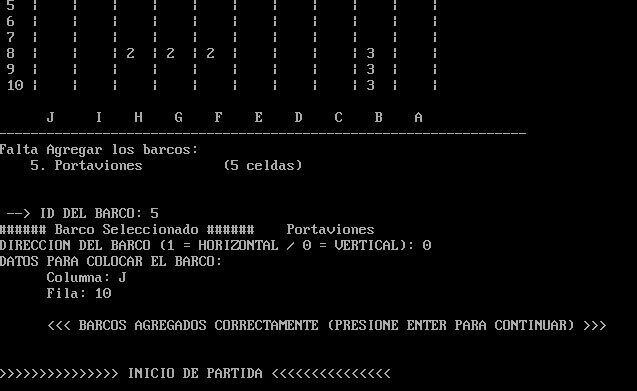 5 ¦ ¦ ¦ ¦ ¦ ¦ ¦ ¦ ¦ ¦ ¦
6 ¦ ¦ ¦ ¦ ¦ ¦ ¦ ¦ ¦ ¦ ¦
7 ¦ ¦ ¦ ¦ ¦ ¦ ¦ ¦ ¦ ¦ ¦
8 ¦ ¦ ¦ 2 ¦ 2 ¦ 2 ¦ ¦ ¦ ¦ 3 ¦ ¦
9 ¦ ¦ ¦ ¦ ¦ ¦ ¦ ¦ ¦ 3 ¦ ¦
10 ¦ ¦ ¦ ¦ ¦ ¦ ¦ ¦ ¦ 3 ¦ ¦
J I H G F E D C B A
-------------------------------------------------------------------
Falta Agregar los barcos:
5. Portaviones (5 celdas)
--> ID DEL BARCO: 5
###### Barco Seleccionado ###### Portaviones
DIRECCION DEL BARCO (1 = HORIZONTAL / 0 = VERTICAL): 0
DATOS PARA COLOCAR EL BARCO:
Columna: J
Fila: 10
<<< BARCOS AGREGADOS CORRECTAMENTE (PRESIONE ENTER PARA CONTINUAR) >>>
>>>>>>>>>>>>>>> INICIO DE PARTIDA <<<<<<<<<<<<<<<